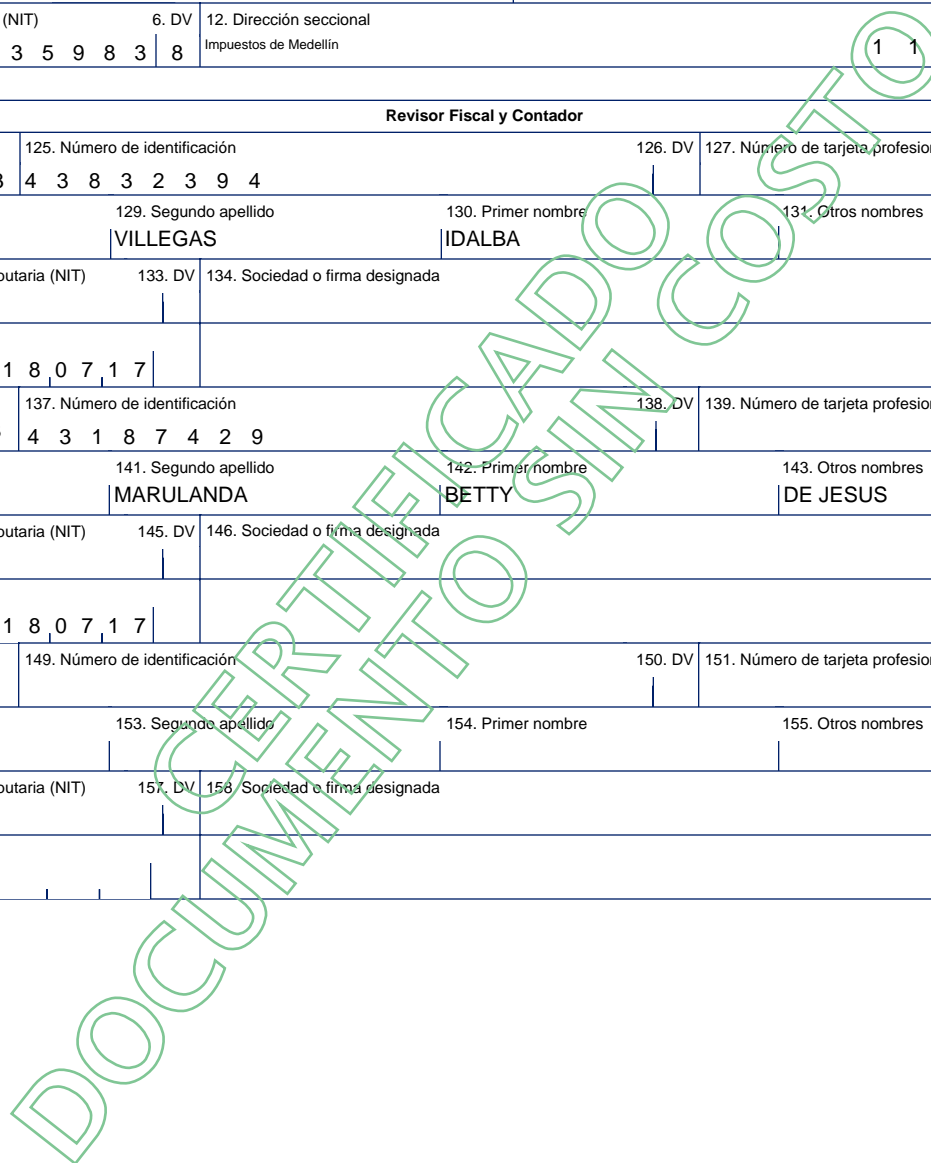 (NIT) 6. DV 12. Dirección seccional
3 5 9 8 3 8 Impuestos de Medellín 1 1
Revisor Fiscal y Contador
125. Número de identificación 126. DV 127. Número de tarjeta profesion
4 3 8 3 2 3 9 4
129. Segundo apellido 130. Primer nombre 131. Otros nombres
VILLEGAS IDALBA
butaria (NIT) 133. DV 134. Sociedad o firma designada
1 8 0 7 1 7
137. Número de identificación 138. DV 139. Número de tarjeta profesion
4 3 1 8 7 4 2 9
141. Segundo apellido 142. Primer nombre 143. Otros nombres
MARULANDA BETTY DE JESUS
butaria (NIT) 145. DV 146. Sociedad o firma designada
1 8 0 7 1 7
149. Número de identificación 150. DV 151. Número de tarjeta profesion
153. Segundo apellido 154. Primer nombre 155. Otros nombres
butaria (NIT) 157. DV 158. Sociedad o firma designada
CERTIFICADO
DOCUMENTO SIN COSTO